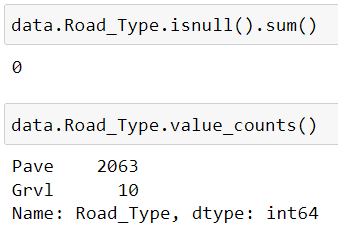 data.Road_Type.isnull().sum()
0
data.Road_Type.value_counts()
Pave    2063
Grvl      10
Name: Road_Type, dtype: int64